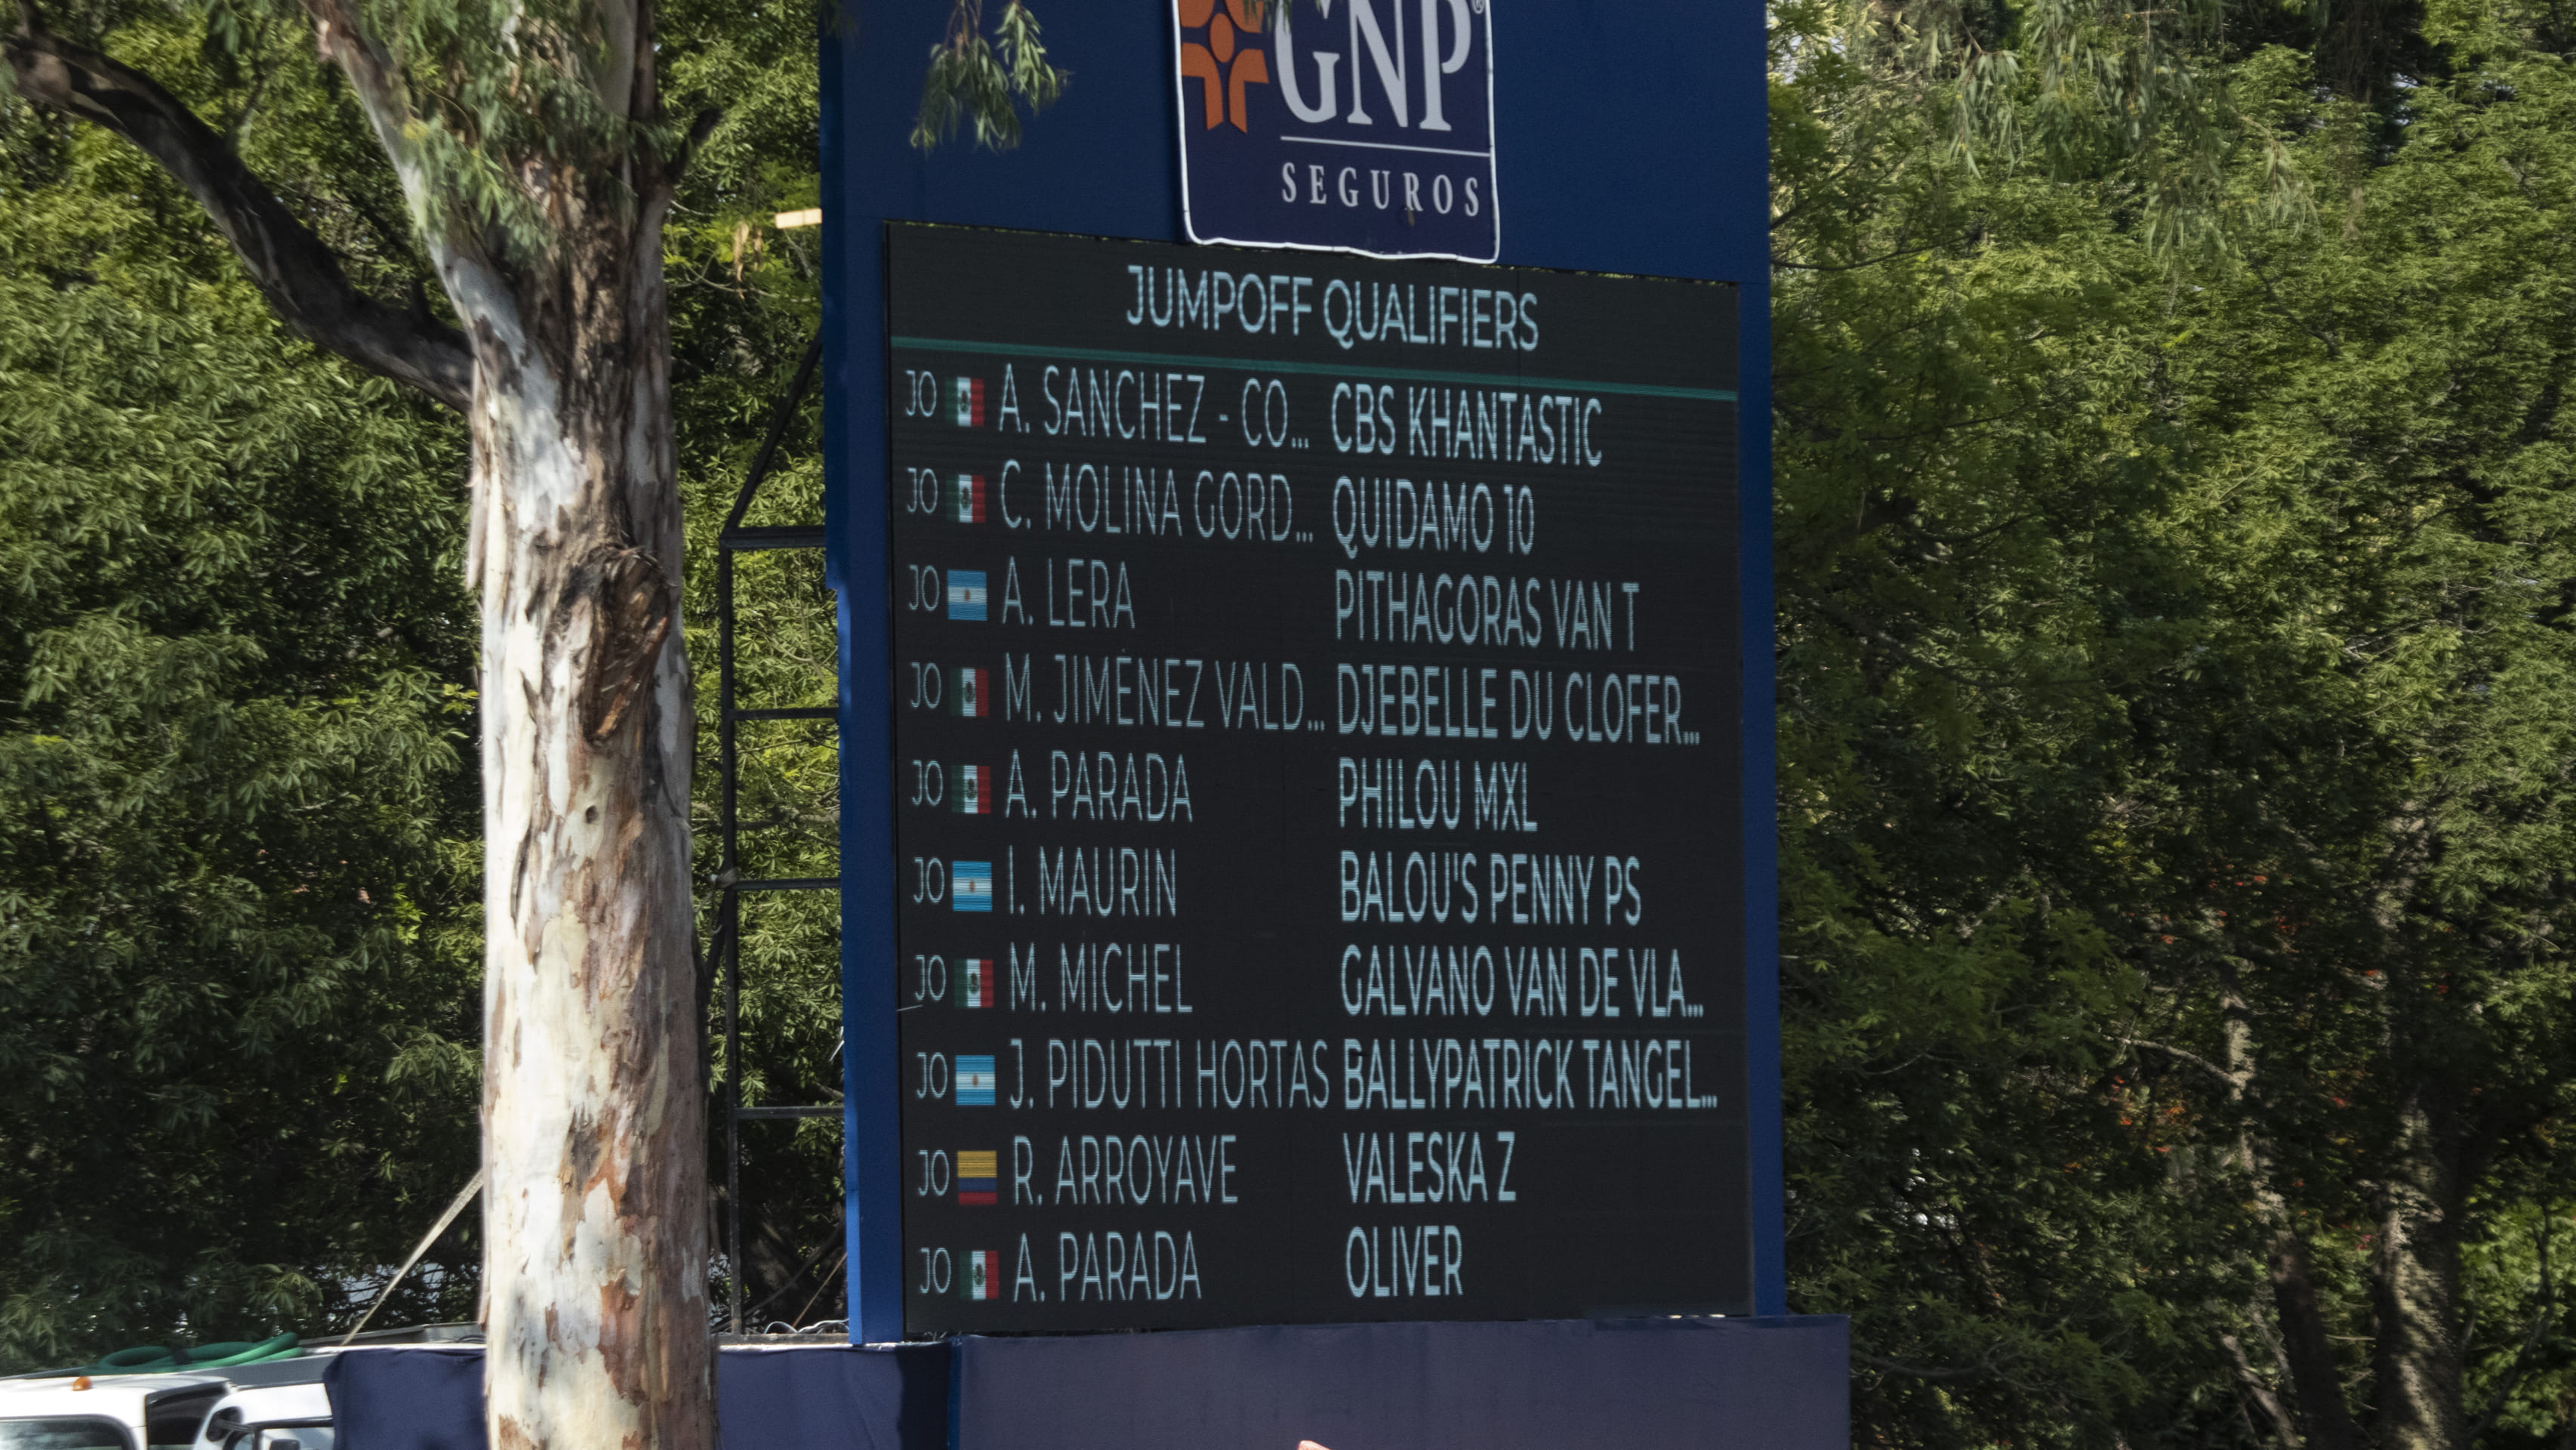 GNP®
SEGUROS
JUMPOFF QUALIFIERS
JO A. SANCHEZ - CO... CBS KHANTASTIC
JO C. MOLINA GORD... QUIDAMO 10
JO A. LERA PITHAGORAS VAN T
JO M. JIMENEZ VALD... DJEBELLE DU CLOFER...
JO A. PARADA PHILOU MXL
JO I. MAURIN BALOU'S PENNY PS
JO M. MICHEL GALVANO VAN DE VLA...
JO J. PIDUTTI HORTAS BALLYPATRICK TANGEL...
JO R. ARROYAVE VALESKA Z
JO A. PARADA OLIVER